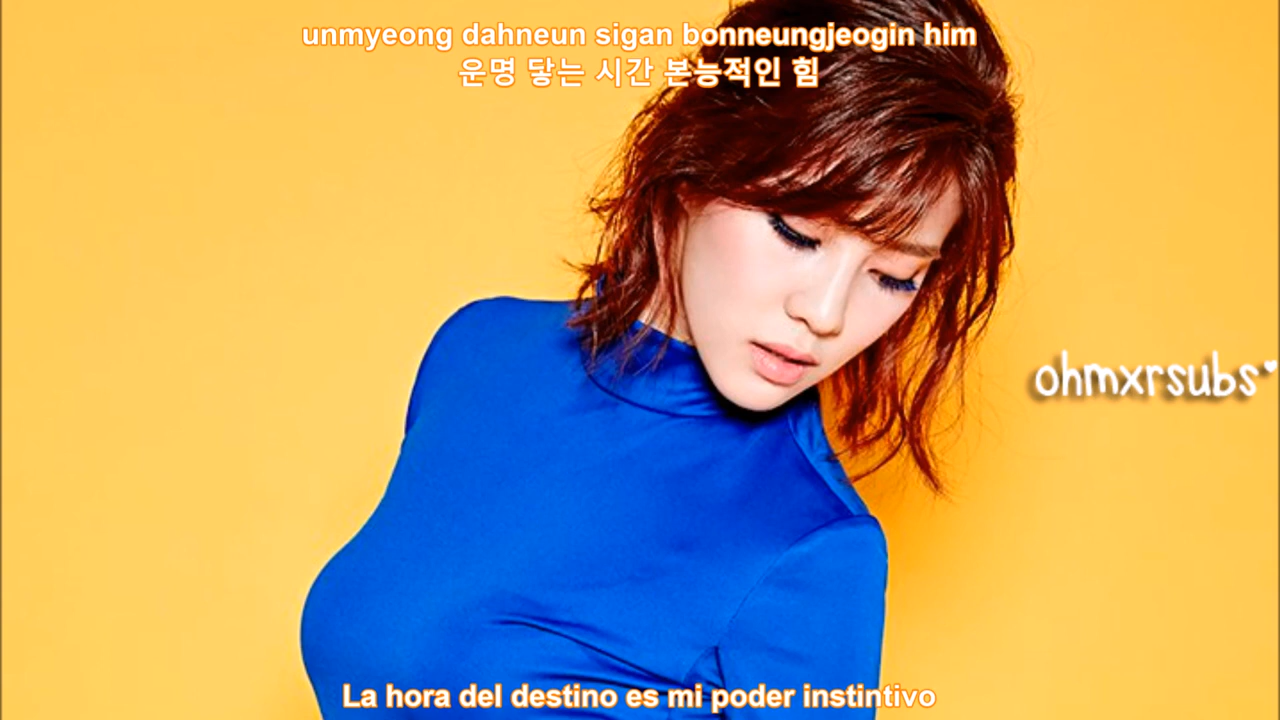 unmyeong dahneun sigan bonneungjeogin him
운명 닿는 시간 본능적인 힘
ohmxrsubs
La hora del destino es mi poder instintivo